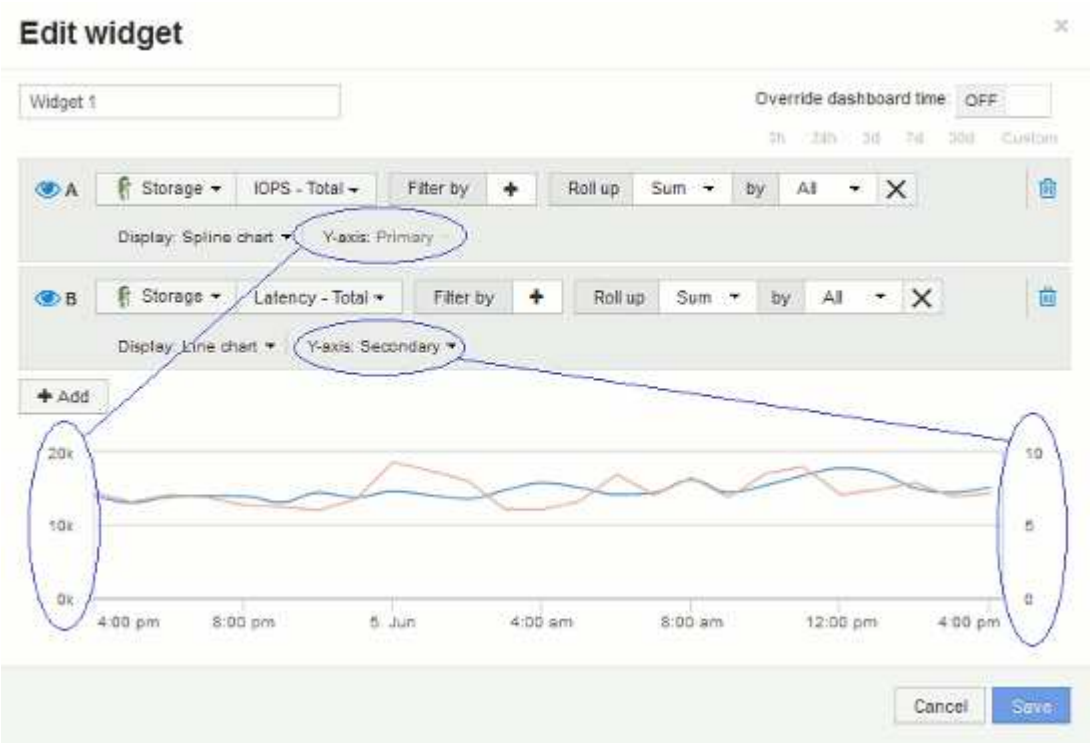 Edit widget
Widget 1
Override dashboard time OFF
3h 24h 3d 7d 30d Custom
A Storage IOPS - Total Filter by + Roll up Sum by All X
Display: Spline chart Y-axis: Primary
B Storage Latency - Total Filter by + Roll up Sum by All X
Display: Line chart Y-axis: Secondary
+ Add
20k 10
10k 5
0k 0
4:00 pm 8:00 pm 5. Jun 4:00 am 8:00 am 12:00 pm 4:00 pm
Cancel Save